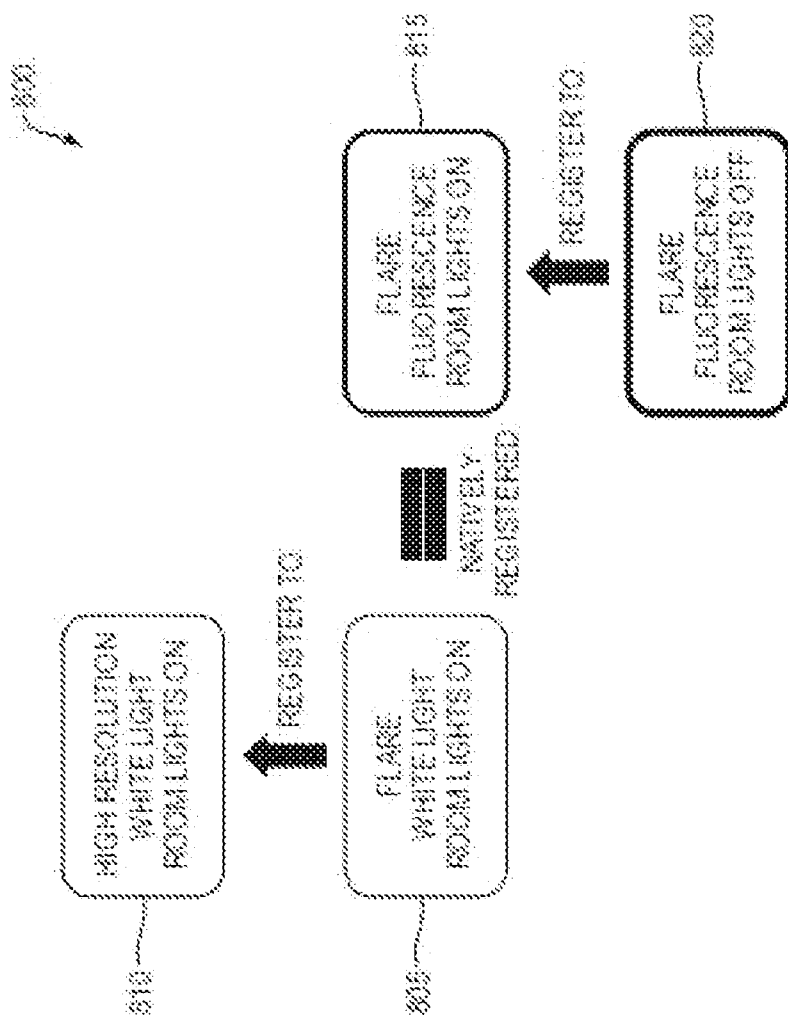 800
HIGH RESOLUTION
WHITE LIGHT
ROOM LIGHTS ON
810
REGISTER TO
FLARE
WHITE LIGHT
ROOM LIGHTS ON
805
NATIVELY
REGISTERED
FLARE
FLUORESCENCE
ROOM LIGHTS ON
815
REGISTER TO
FLARE
FLUORESCENCE
ROOM LIGHTS OFF
820